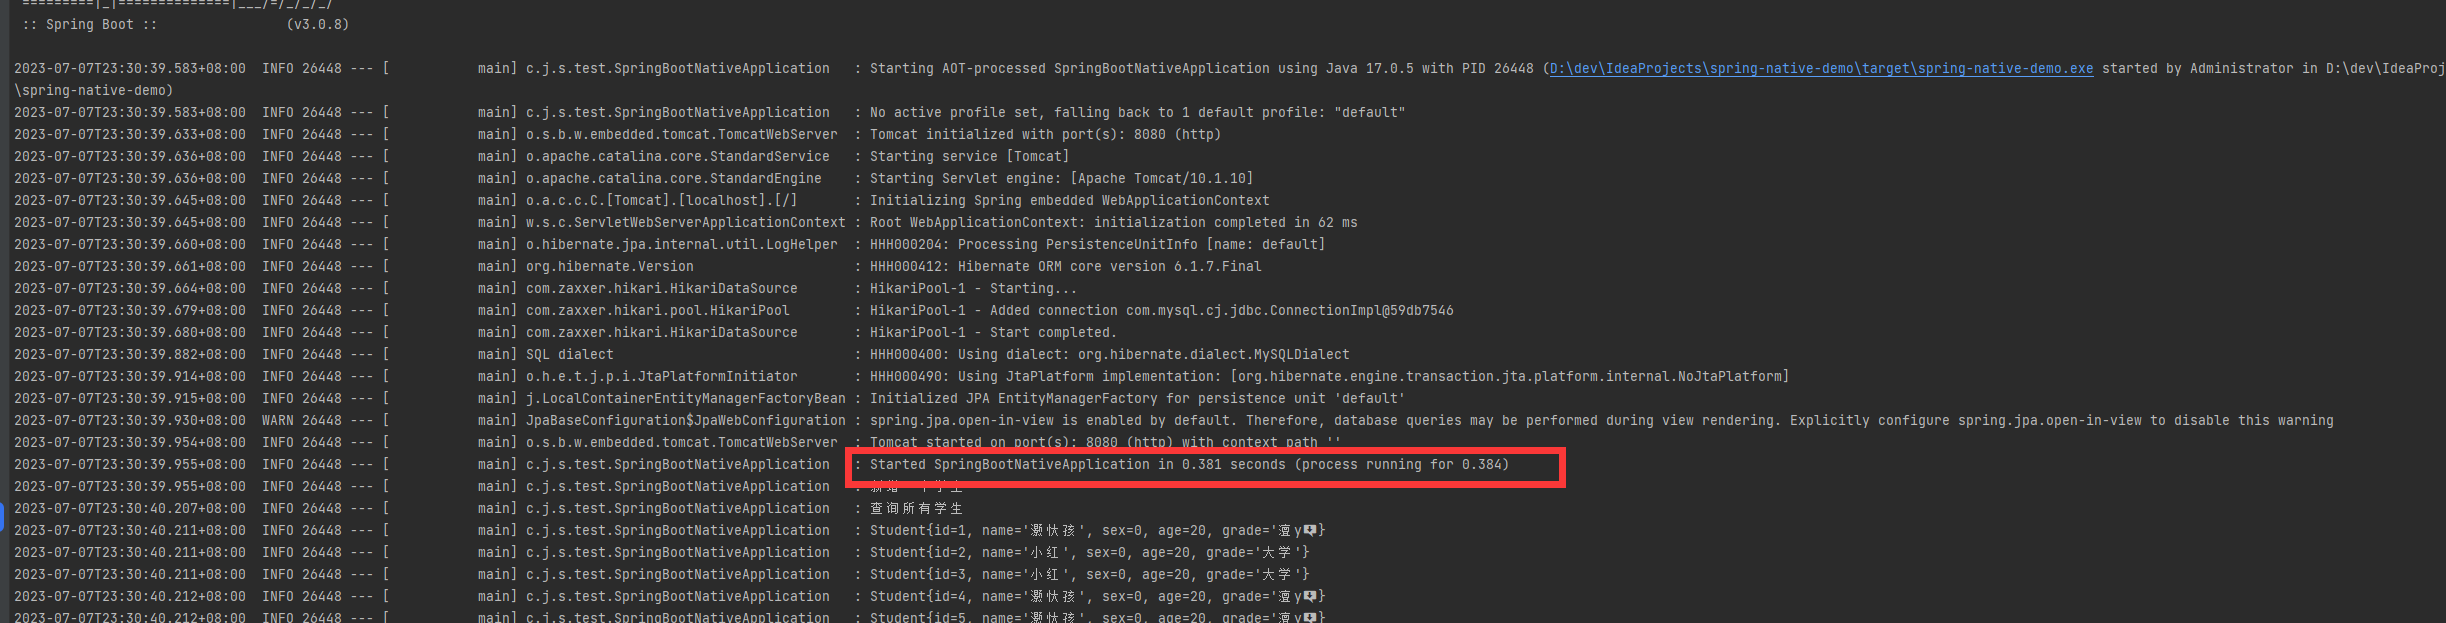 :: Spring Boot :: (v3.0.8)
2023-07-07T23:30:39.583+08:00 INFO 26448 --- [ main] c.j.s.test.SpringBootNativeApplication : Starting AOT-processed SpringBootNativeApplication using Java 17.0.5 with PID 26448 (D:\dev\IdeaProjects\spring-native-demo\target\spring-native-demo.exe started by Administrator in D:\dev\IdeaProj
\spring-native-demo)
2023-07-07T23:30:39.583+08:00 INFO 26448 --- [ main] c.j.s.test.SpringBootNativeApplication : No active profile set, falling back to 1 default profile: "default"
2023-07-07T23:30:39.633+08:00 INFO 26448 --- [ main] o.s.b.w.embedded.tomcat.TomcatWebServer : Tomcat initialized with port(s): 8080 (http)
2023-07-07T23:30:39.636+08:00 INFO 26448 --- [ main] o.apache.catalina.core.StandardService : Starting service [Tomcat]
2023-07-07T23:30:39.636+08:00 INFO 26448 --- [ main] o.apache.catalina.core.StandardEngine : Starting Servlet engine: [Apache Tomcat/10.1.10]
2023-07-07T23:30:39.645+08:00 INFO 26448 --- [ main] o.a.c.c.C.[Tomcat].[localhost].[/] : Initializing Spring embedded WebApplicationContext
2023-07-07T23:30:39.645+08:00 INFO 26448 --- [ main] w.s.c.ServletWebServerApplicationContext : Root WebApplicationContext: initialization completed in 62 ms
2023-07-07T23:30:39.660+08:00 INFO 26448 --- [ main] o.hibernate.jpa.internal.util.LogHelper : HHH000204: Processing PersistenceUnitInfo [name: default]
2023-07-07T23:30:39.661+08:00 INFO 26448 --- [ main] org.hibernate.Version : HHH000412: Hibernate ORM core version 6.1.7.Final
2023-07-07T23:30:39.664+08:00 INFO 26448 --- [ main] com.zaxxer.hikari.HikariDataSource : HikariPool-1 - Starting...
2023-07-07T23:30:39.679+08:00 INFO 26448 --- [ main] com.zaxxer.hikari.pool.HikariPool : HikariPool-1 - Added connection com.mysql.cj.jdbc.ConnectionImpl@59db7546
2023-07-07T23:30:39.680+08:00 INFO 26448 --- [ main] com.zaxxer.hikari.HikariDataSource : HikariPool-1 - Start completed.
2023-07-07T23:30:39.882+08:00 INFO 26448 --- [ main] SQL dialect : HHH000400: Using dialect: org.hibernate.dialect.MySQLDialect
2023-07-07T23:30:39.914+08:00 INFO 26448 --- [ main] o.h.e.t.j.p.i.JtaPlatformInitiator : HHH000490: Using JtaPlatform implementation: [org.hibernate.engine.transaction.jta.platform.internal.NoJtaPlatform]
2023-07-07T23:30:39.915+08:00 INFO 26448 --- [ main] j.LocalContainerEntityManagerFactoryBean : Initialized JPA EntityManagerFactory for persistence unit 'default'
2023-07-07T23:30:39.930+08:00 WARN 26448 --- [ main] JpaBaseConfiguration$JpaWebConfiguration : spring.jpa.open-in-view is enabled by default. Therefore, database queries may be performed during view rendering. Explicitly configure spring.jpa.open-in-view to disable this warning
2023-07-07T23:30:39.954+08:00 INFO 26448 --- [ main] o.s.b.w.embedded.tomcat.TomcatWebServer : Tomcat started on port(s): 8080 (http) with context path ''
2023-07-07T23:30:39.955+08:00 INFO 26448 --- [ main] c.j.s.test.SpringBootNativeApplication : Started SpringBootNativeApplication in 0.381 seconds (process running for 0.384)
2023-07-07T23:30:39.955+08:00 INFO 26448 --- [ main] c.j.s.test.SpringBootNativeApplication :
2023-07-07T23:30:40.207+08:00 INFO 26448 --- [ main] c.j.s.test.SpringBootNativeApplication : 查询所有学生
2023-07-07T23:30:40.211+08:00 INFO 26448 --- [ main] c.j.s.test.SpringBootNativeApplication : Student{id=1, name='灏忕孩', sex=0, age=20, grade='澶y}
2023-07-07T23:30:40.211+08:00 INFO 26448 --- [ main] c.j.s.test.SpringBootNativeApplication : Student{id=2, name='小红', sex=0, age=20, grade='大学'}
2023-07-07T23:30:40.211+08:00 INFO 26448 --- [ main] c.j.s.test.SpringBootNativeApplication : Student{id=3, name='小红', sex=0, age=20, grade='大学'}
2023-07-07T23:30:40.212+08:00 INFO 26448 --- [ main] c.j.s.test.SpringBootNativeApplication : Student{id=4, name='灏忕孩', sex=0, age=20, grade='澶y}
2023-07-07T23:30:40.212+08:00 INFO 26448 --- [ main] c.j.s.test.SpringBootNativeApplication : Student{id=5, name='灏忕孩', sex=0, age=20, grade='澶y}